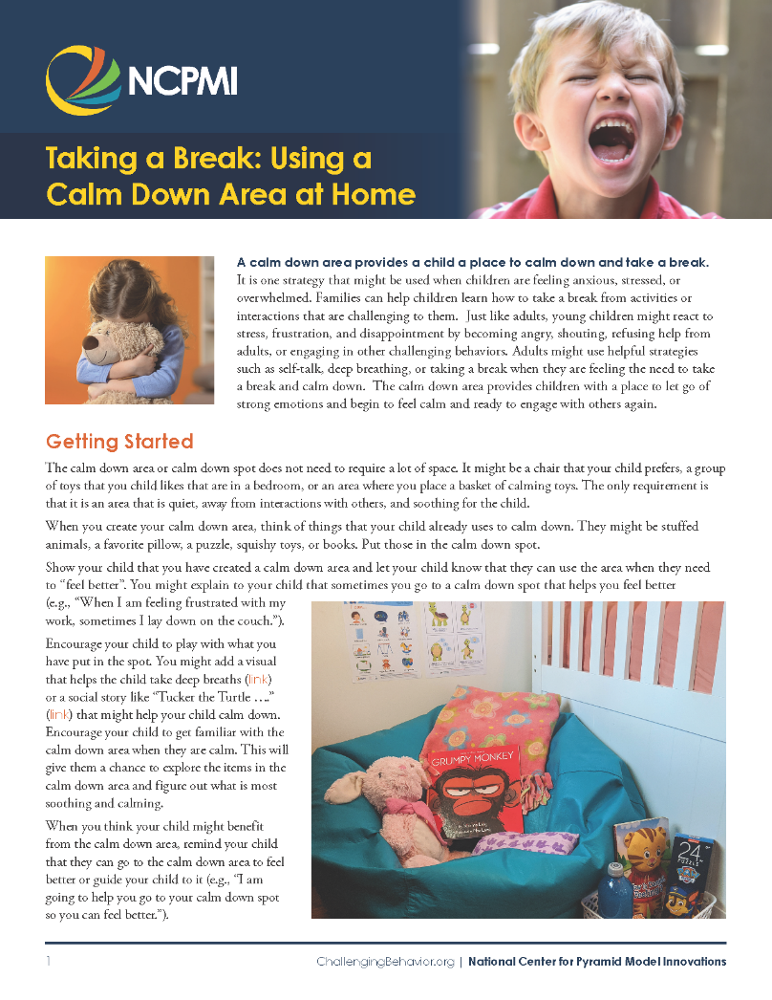 NCPMI
Taking a Break: Using a
Calm Down Area at Home
A calm down area provides a child a place to calm down and take a break.
It is one strategy that might be used when children are feeling anxious, stressed, or
overwhelmed. Families can help children learn how to take a break from activities or
interactions that are challenging to them. Just like adults, young children might react to
stress, frustration, and disappointment by becoming angry, shouting, refusing help from
adults, or engaging in other challenging behaviors. Adults might use helpful strategies
such as self-talk, deep breathing, or taking a break when they are feeling the need to take
a break and calm down. The calm down area provides children with a place to let go of
strong emotions and begin to feel calm and ready to engage with others again.
Getting Started
The calm down area or calm down spot does not need to require a lot of space. It might be a chair that your child prefers, a group
of toys that you child likes that are in a bedroom, or an area where you place a basket of calming toys. The only requirement is
that it is an area that is quiet, away from interactions with others, and soothing for the child.
When you create your calm down area, think of things that your child already uses to calm down. They might be stuffed
animals, a favorite pillow, a puzzle, squishy toys, or books. Put those in the calm down spot.
Show your child that you have created a calm down area and let your child know that they can use the area when they need
to “feel better”. You might explain to your child that sometimes you go to a calm down spot that helps you feel better
(e.g., “When I am feeling frustrated with my
work, sometimes I lay down on the couch.”).
Encourage your child to play with what you
have put in the spot. You might add a visual
that helps the child take deep breaths (link)
or a social story like “Tucker the Turtle ….”
(link) that might help your child calm down.
Encourage your child to get familiar with the
calm down area when they are calm. This will
give them a chance to explore the items in the
calm down area and figure out what is most
soothing and calming.
When you think your child might benefit
from the calm down area, remind your child
that they can go to the calm down area to feel
better or guide your child to it (e.g., “I am
going to help you go to your calm down spot
so you can feel better.”).
GRUMPY MONKEY
24
PUZZLE
1
ChallengingBehavior.org | National Center for Pyramid Model Innovations